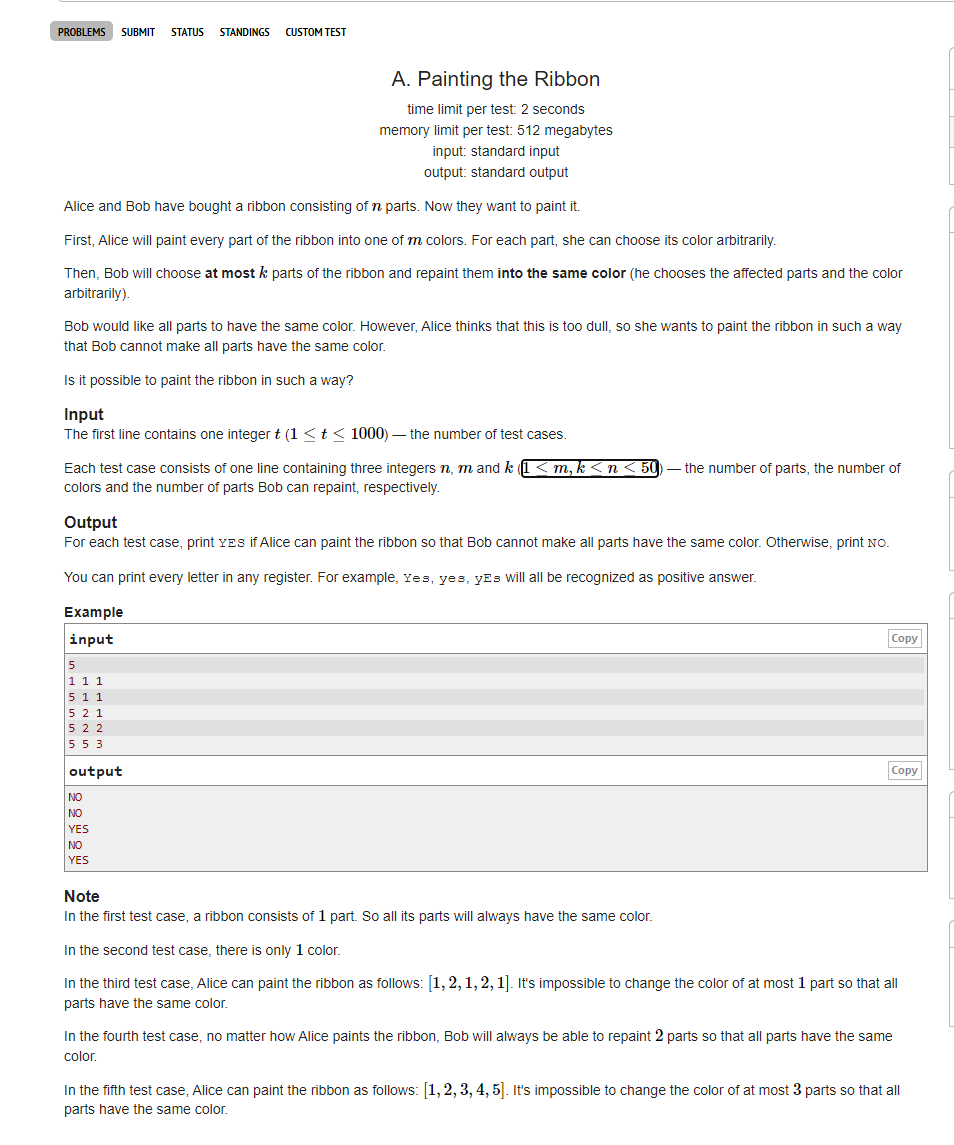 PROBLEMS SUBMIT STATUS STANDINGS CUSTOM TEST
A. Painting the Ribbon
time limit per test: 2 seconds
memory limit per test: 512 megabytes
input: standard input
output: standard output
Alice and Bob have bought a ribbon consisting of n parts. Now they want to paint it.
First, Alice will paint every part of the ribbon into one of m colors. For each part, she can choose its color arbitrarily.
Then, Bob will choose at most k parts of the ribbon and repaint them into the same color (he chooses the affected parts and the color
arbitrarily).
Bob would like all parts to have the same color. However, Alice thinks that this is too dull, so she wants to paint the ribbon in such a way
that Bob cannot make all parts have the same color.
Is it possible to paint the ribbon in such a way?
Input
The first line contains one integer t (1 ≤ t ≤ 1000) — the number of test cases.
Each test case consists of one line containing three integers n, m and k (1 ≤ m, k ≤ n ≤ 50) — the number of parts, the number of
colors and the number of parts Bob can repaint, respectively.
Output
For each test case, print YES if Alice can paint the ribbon so that Bob cannot make all parts have the same color. Otherwise, print NO.
You can print every letter in any register. For example, Yes, yes, yEs will all be recognized as positive answer.
Example
input
Copy
5
1 1 1
5 1 1
5 2 1
5 2 2
5 5 3
output
Copy
NO
NO
YES
NO
YES
Note
In the first test case, a ribbon consists of 1 part. So all its parts will always have the same color.
In the second test case, there is only 1 color.
In the third test case, Alice can paint the ribbon as follows: [1, 2, 1, 2, 1]. It's impossible to change the color of at most 1 part so that all
parts have the same color.
In the fourth test case, no matter how Alice paints the ribbon, Bob will always be able to repaint 2 parts so that all parts have the same
color.
In the fifth test case, Alice can paint the ribbon as follows: [1, 2, 3, 4, 5]. It's impossible to change the color of at most 3 parts so that all
parts have the same color.